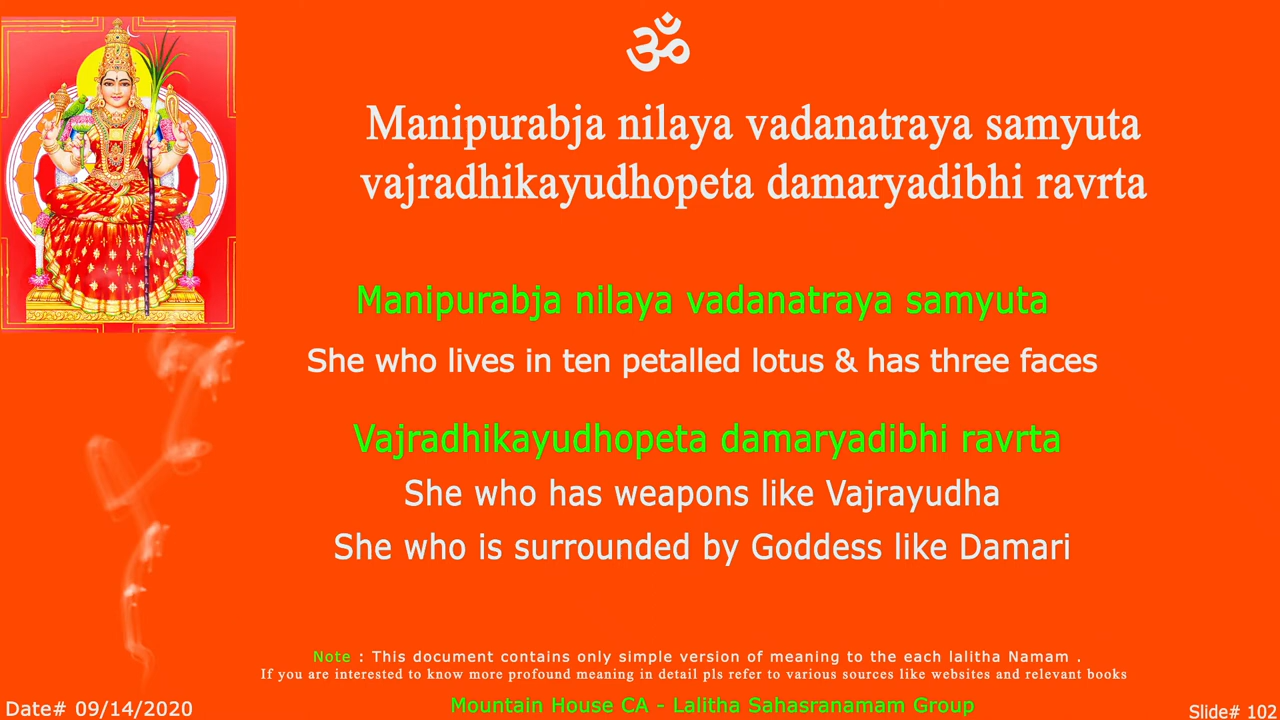 ॐ
Manipurabja nilaya vadanatraya samyuta
vajradhikayudhopeta damaryadibhi ravrta
Manipurabja nilaya vadanatraya samyuta
She who lives in ten petalled lotus & has three faces
Vajradhikayudhopeta damaryadibhi ravrta
She who has weapons like Vajrayudha
She who is surrounded by Goddess like Damari
Note : This document contains only simple version of meaning to the each lalitha Namam .
If you are interested to know more profound meaning in detail pls refer to various sources like websites and relevant books
Mountain House CA - Lalitha Sahasranamam Group
Date# 09/14/2020
Slide# 102